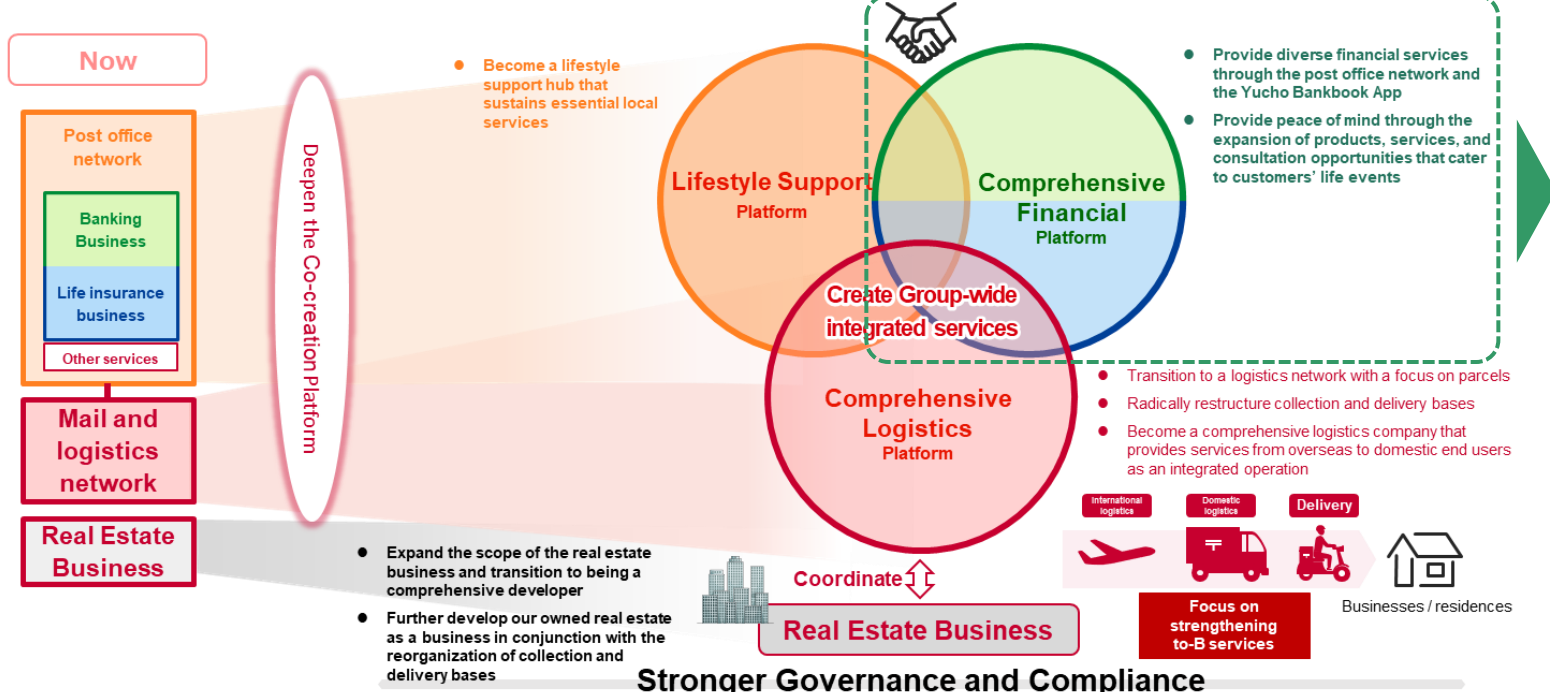 Now
Post office
network
Banking
Business
Life insurance
business
Other services
Mail and
logistics
network
Real Estate
Business
Deepen the Co-creation Platform
● Become a lifestyle
support hub that
sustains essential local
services
Lifestyle Support
Platform
Comprehensive
Financial
Platform
Create Group-wide
integrated services
Comprehensive
Logistics
Platform
● Provide diverse financial services
through the post office network and
the Yucho Bankbook App
● Provide peace of mind through the
expansion of products, services, and
consultation opportunities that cater
to customers' life events
● Transition to a logistics network with a focus on parcels
● Radically restructure collection and delivery bases
● Become a comprehensive logistics company that
provides services from overseas to domestic end users
as an integrated operation
International
logistics
Domestic
logistics
Delivery
〒
Businesses / residences
Focus on
strengthening
to-B services
● Expand the scope of the real estate
business and transition to being a
comprehensive developer
● Further develop our owned real estate
as a business in conjunction with the
reorganization of collection and
delivery bases
Coordinate
Real Estate Business
Stronger Governance and Compliance